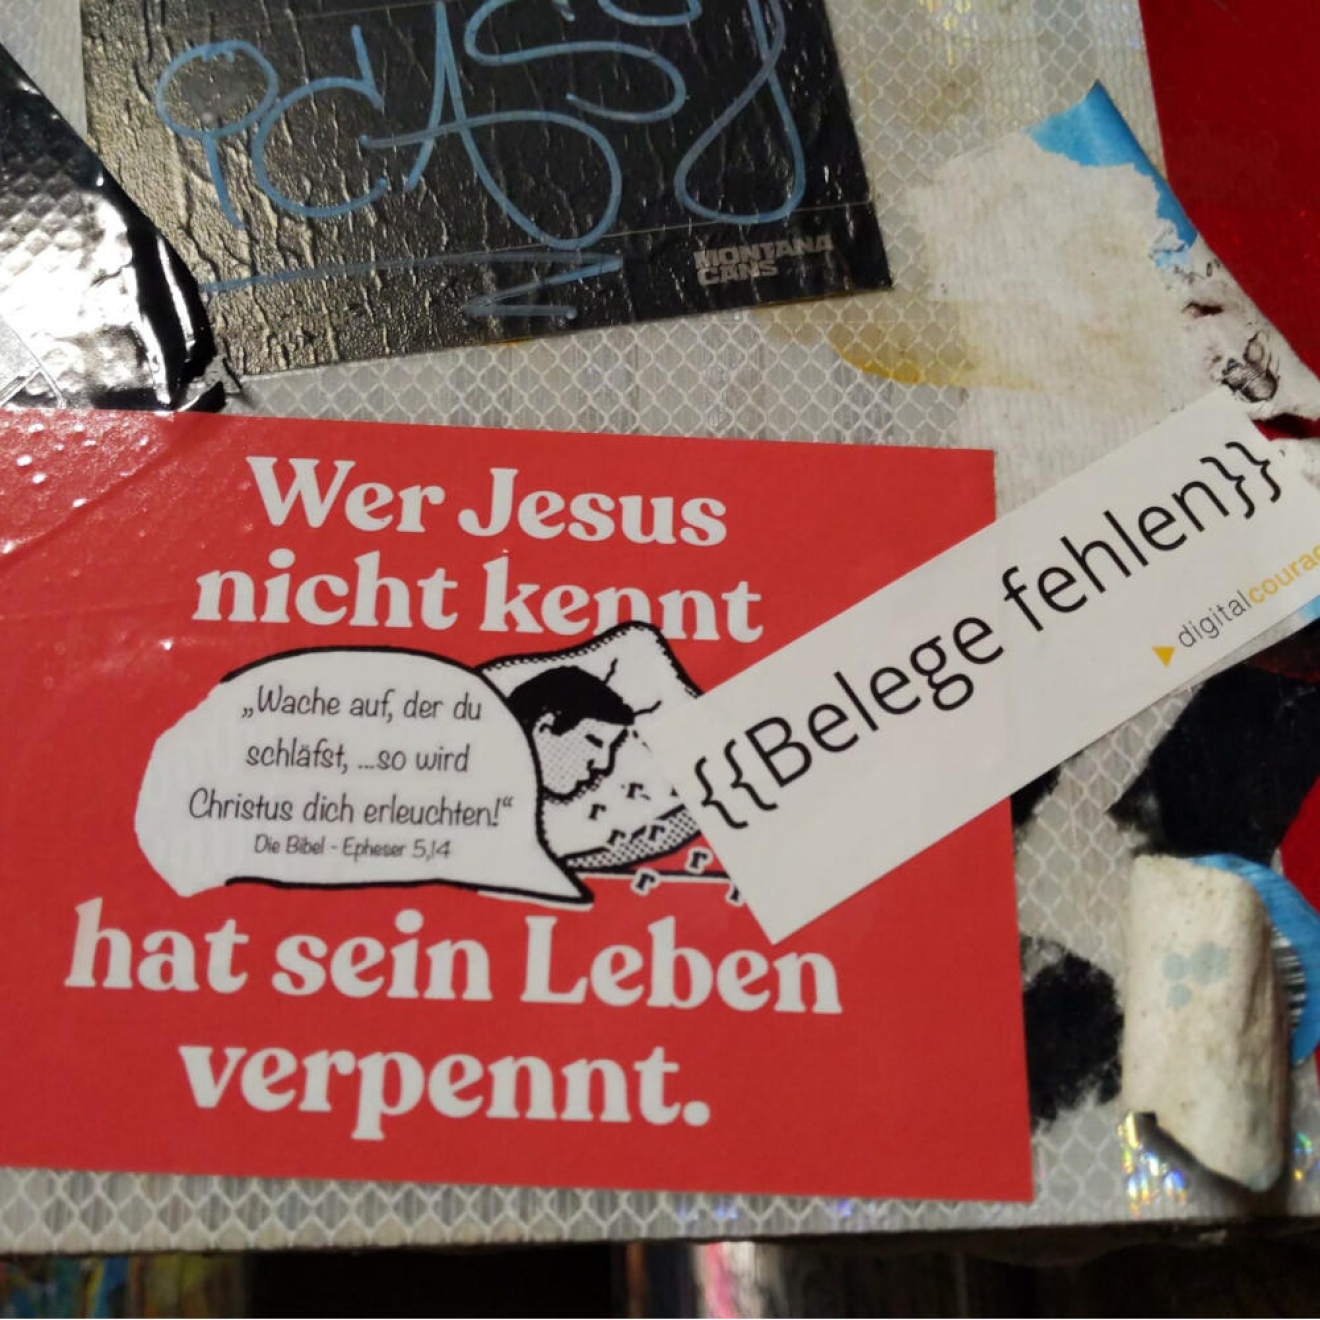 MONTANA
CANS
Wer Jesus
nicht kennt
„Wache auf, der du
schläfst, ...so wird
Christus dich erleuchten!“
Die Bibel - Epheser 5,14
r r r r r r r r
hat sein Leben
verpennt.
{{Belege fehlen}}
digitalcourag